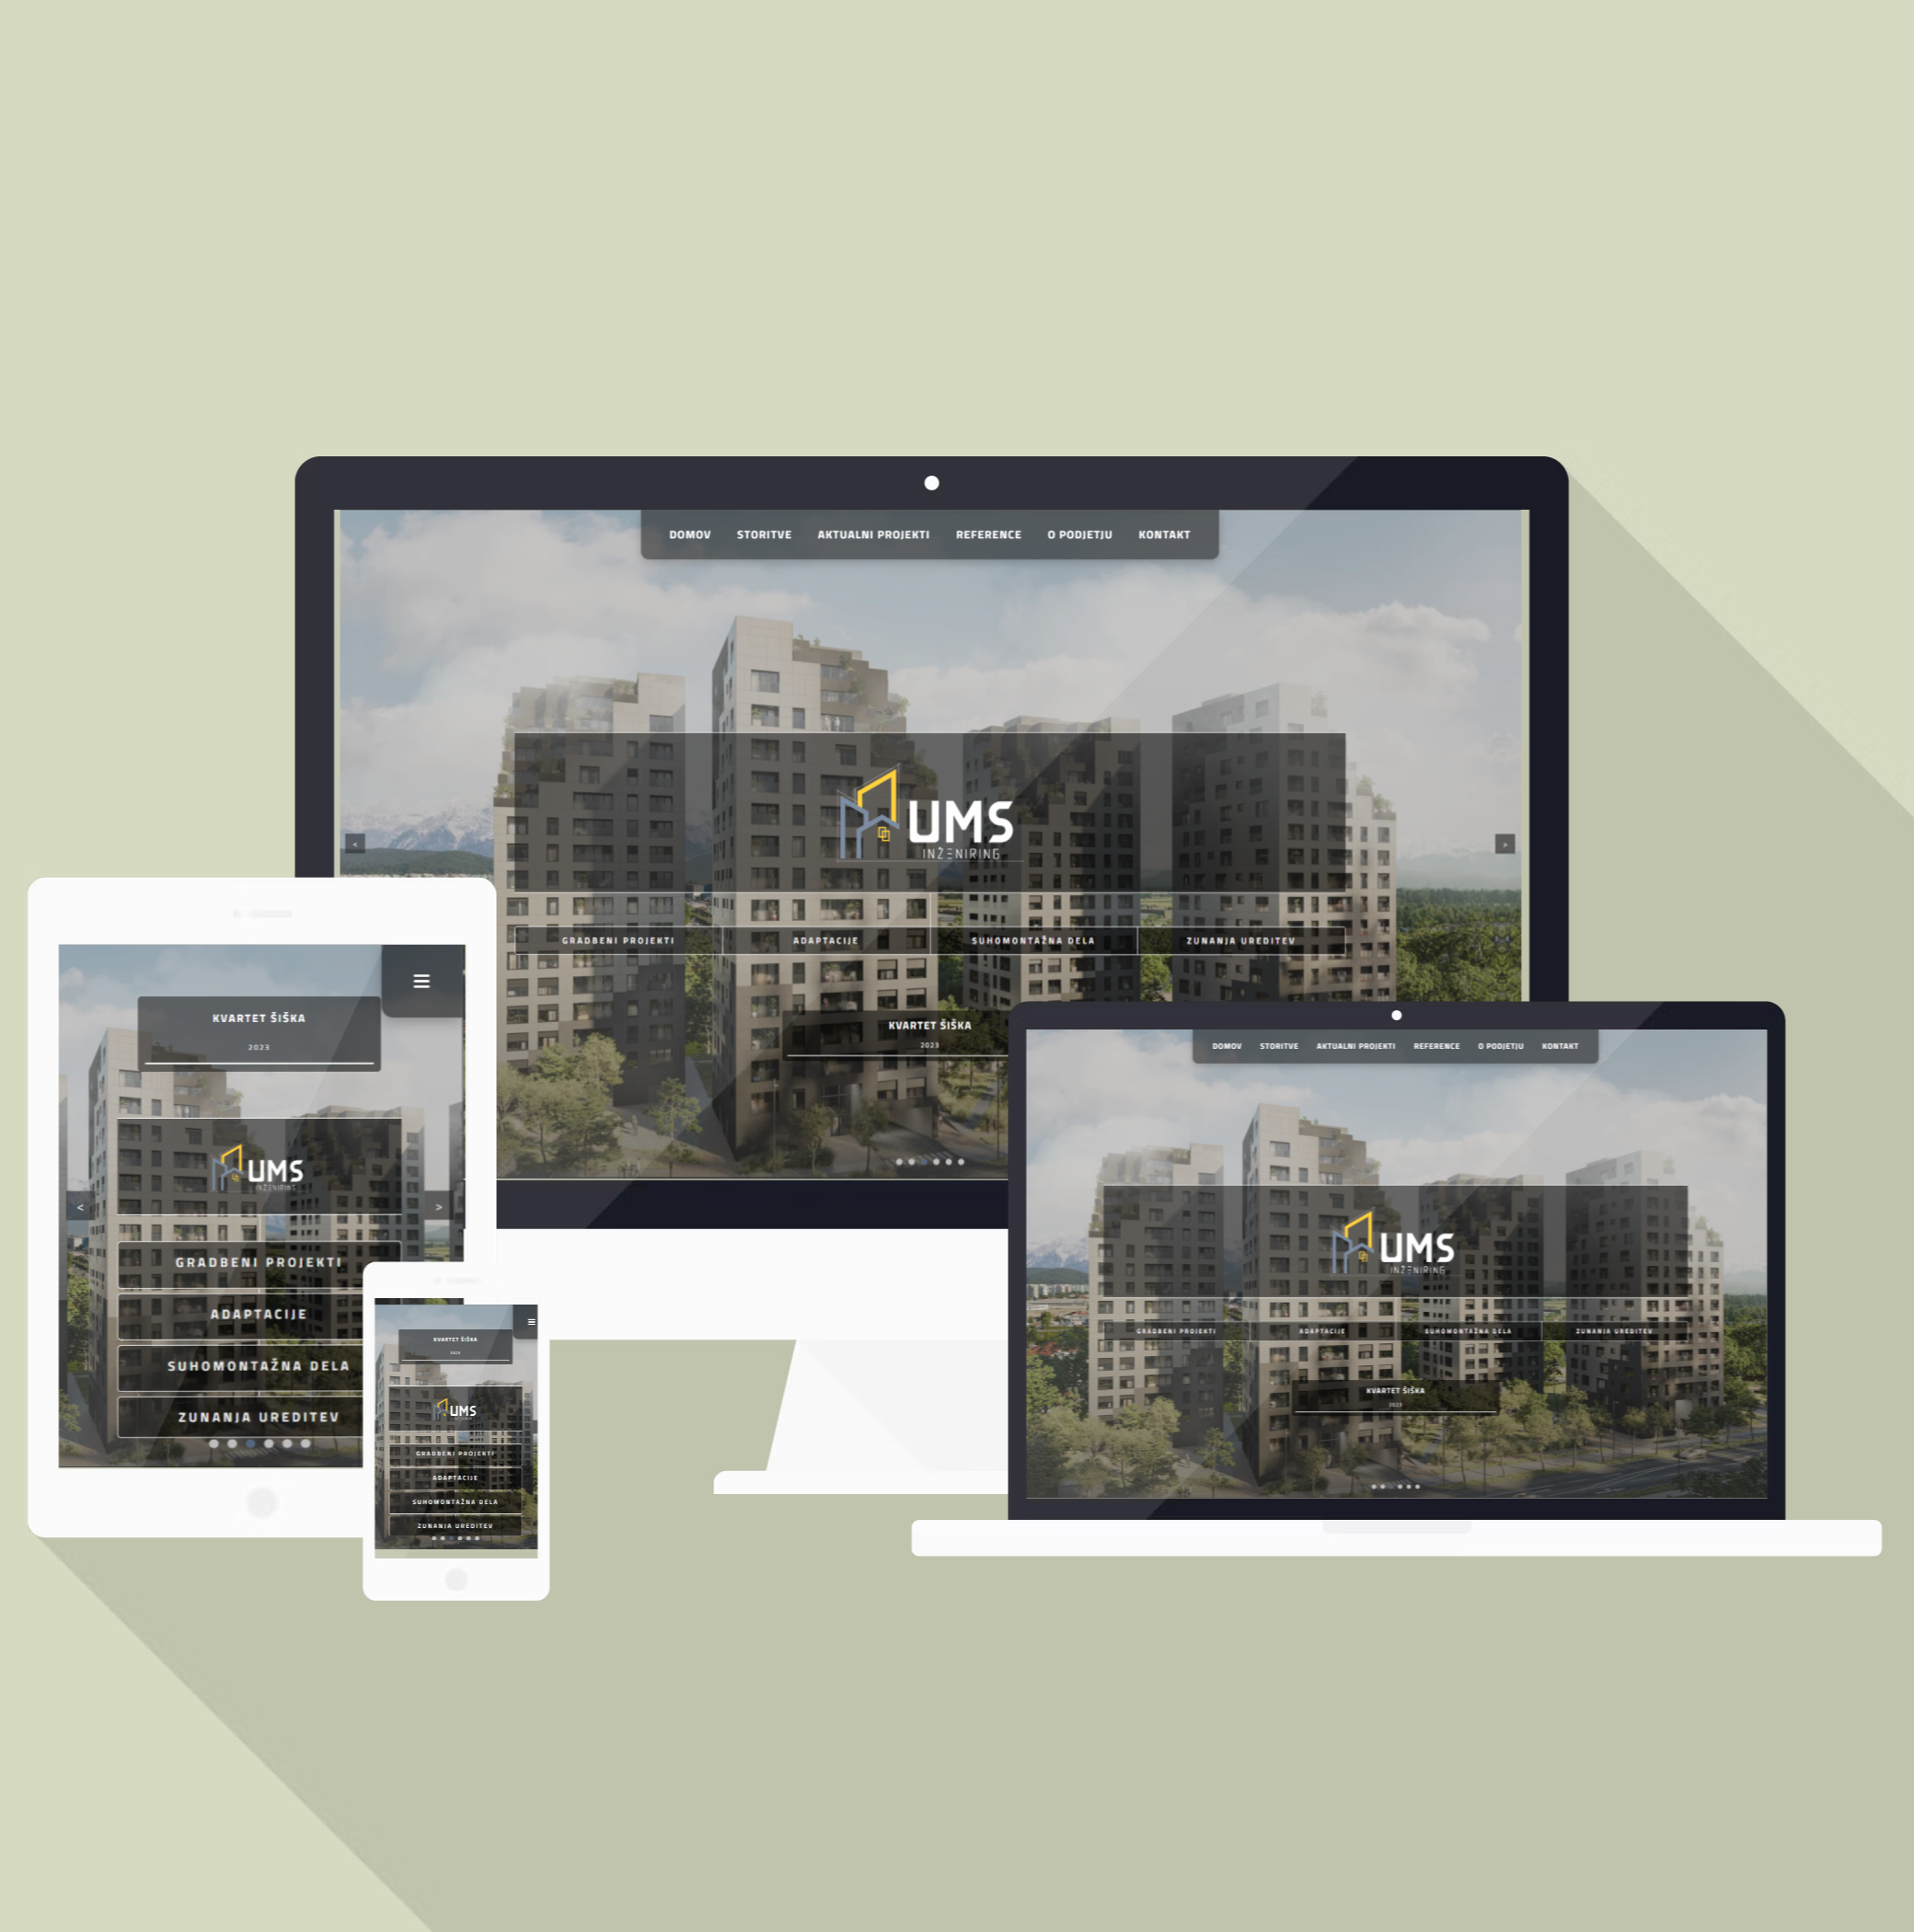 DOMOV STORITVE AKTUALNI PROJEKTI REFERENCE O PODJETJU KONTAKT
UMS
INŽENIRING
< >
GRADBENI PROJEKTI ADAPTACIJE SUHOMONTAŽNA DELA ZUNANJA UREDITEV
KVARTET ŠIŠKA
2023
KVARTET ŠIŠKA
2023
UMS
INŽENIRING
< >
GRADBENI PROJEKTI
ADAPTACIJE
SUHOMONTAŽNA DELA
ZUNANJA UREDITEV
KVARTET ŠIŠKA
2023
UMS
GRADBENI PROJEKTI
ADAPTACIJE
SUHOMONTAŽNA DELA
ZUNANJA UREDITEV
DOMOV STORITVE AKTUALNI PROJEKTI REFERENCE O PODJETJU KONTAKT
UMS
INŽENIRING
GRADBENI PROJEKTI ADAPTACIJE SUHOMONTAŽNA DELA ZUNANJA UREDITEV
KVARTET ŠIŠKA
2023